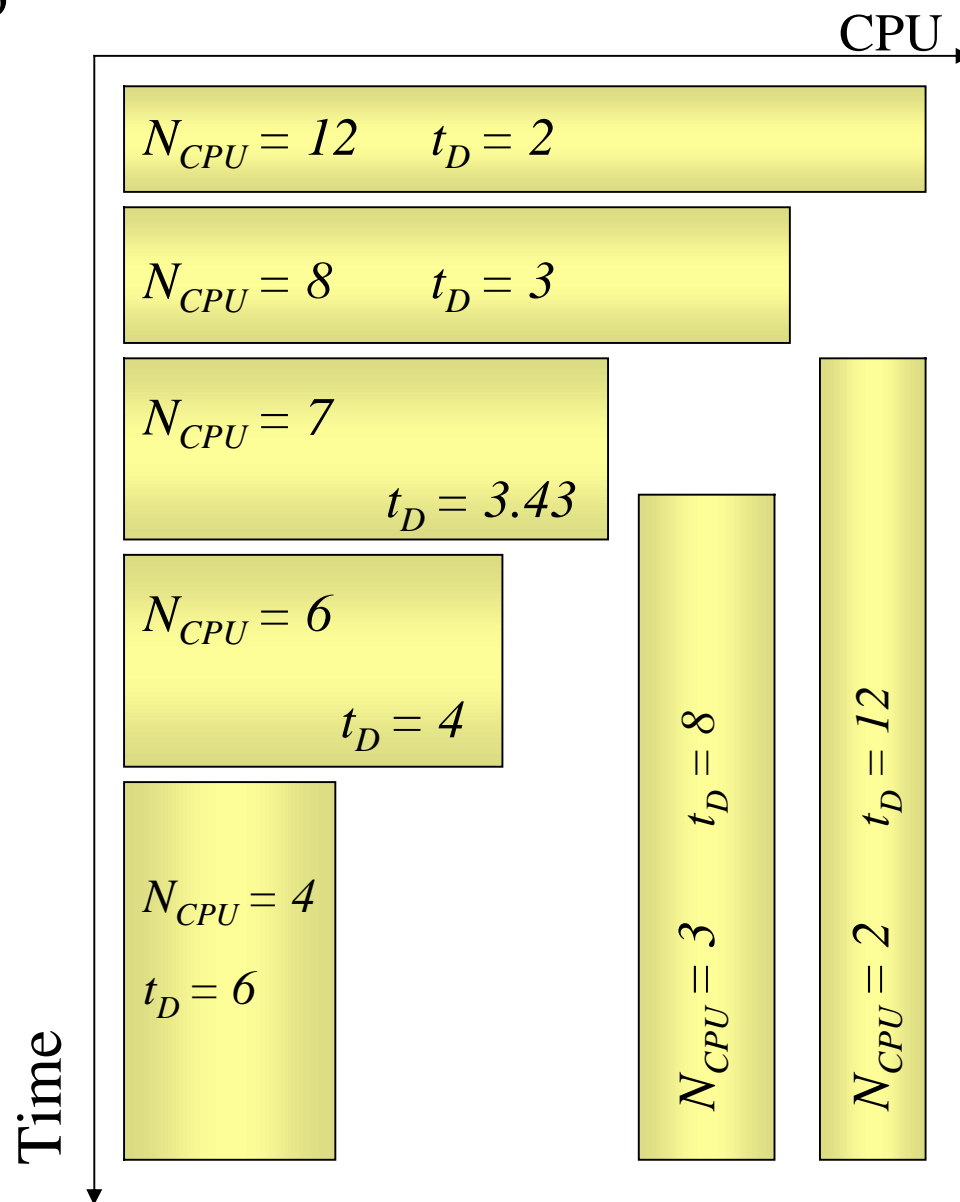 CPU
N_CPU = 12 t_D = 2
N_CPU = 8 t_D = 3
N_CPU = 7
t_D = 3.43
N_CPU = 6
t_D = 4
N_CPU = 4
t_D = 6
N_CPU = 3 t_D = 8
N_CPU = 2 t_D = 12
Time